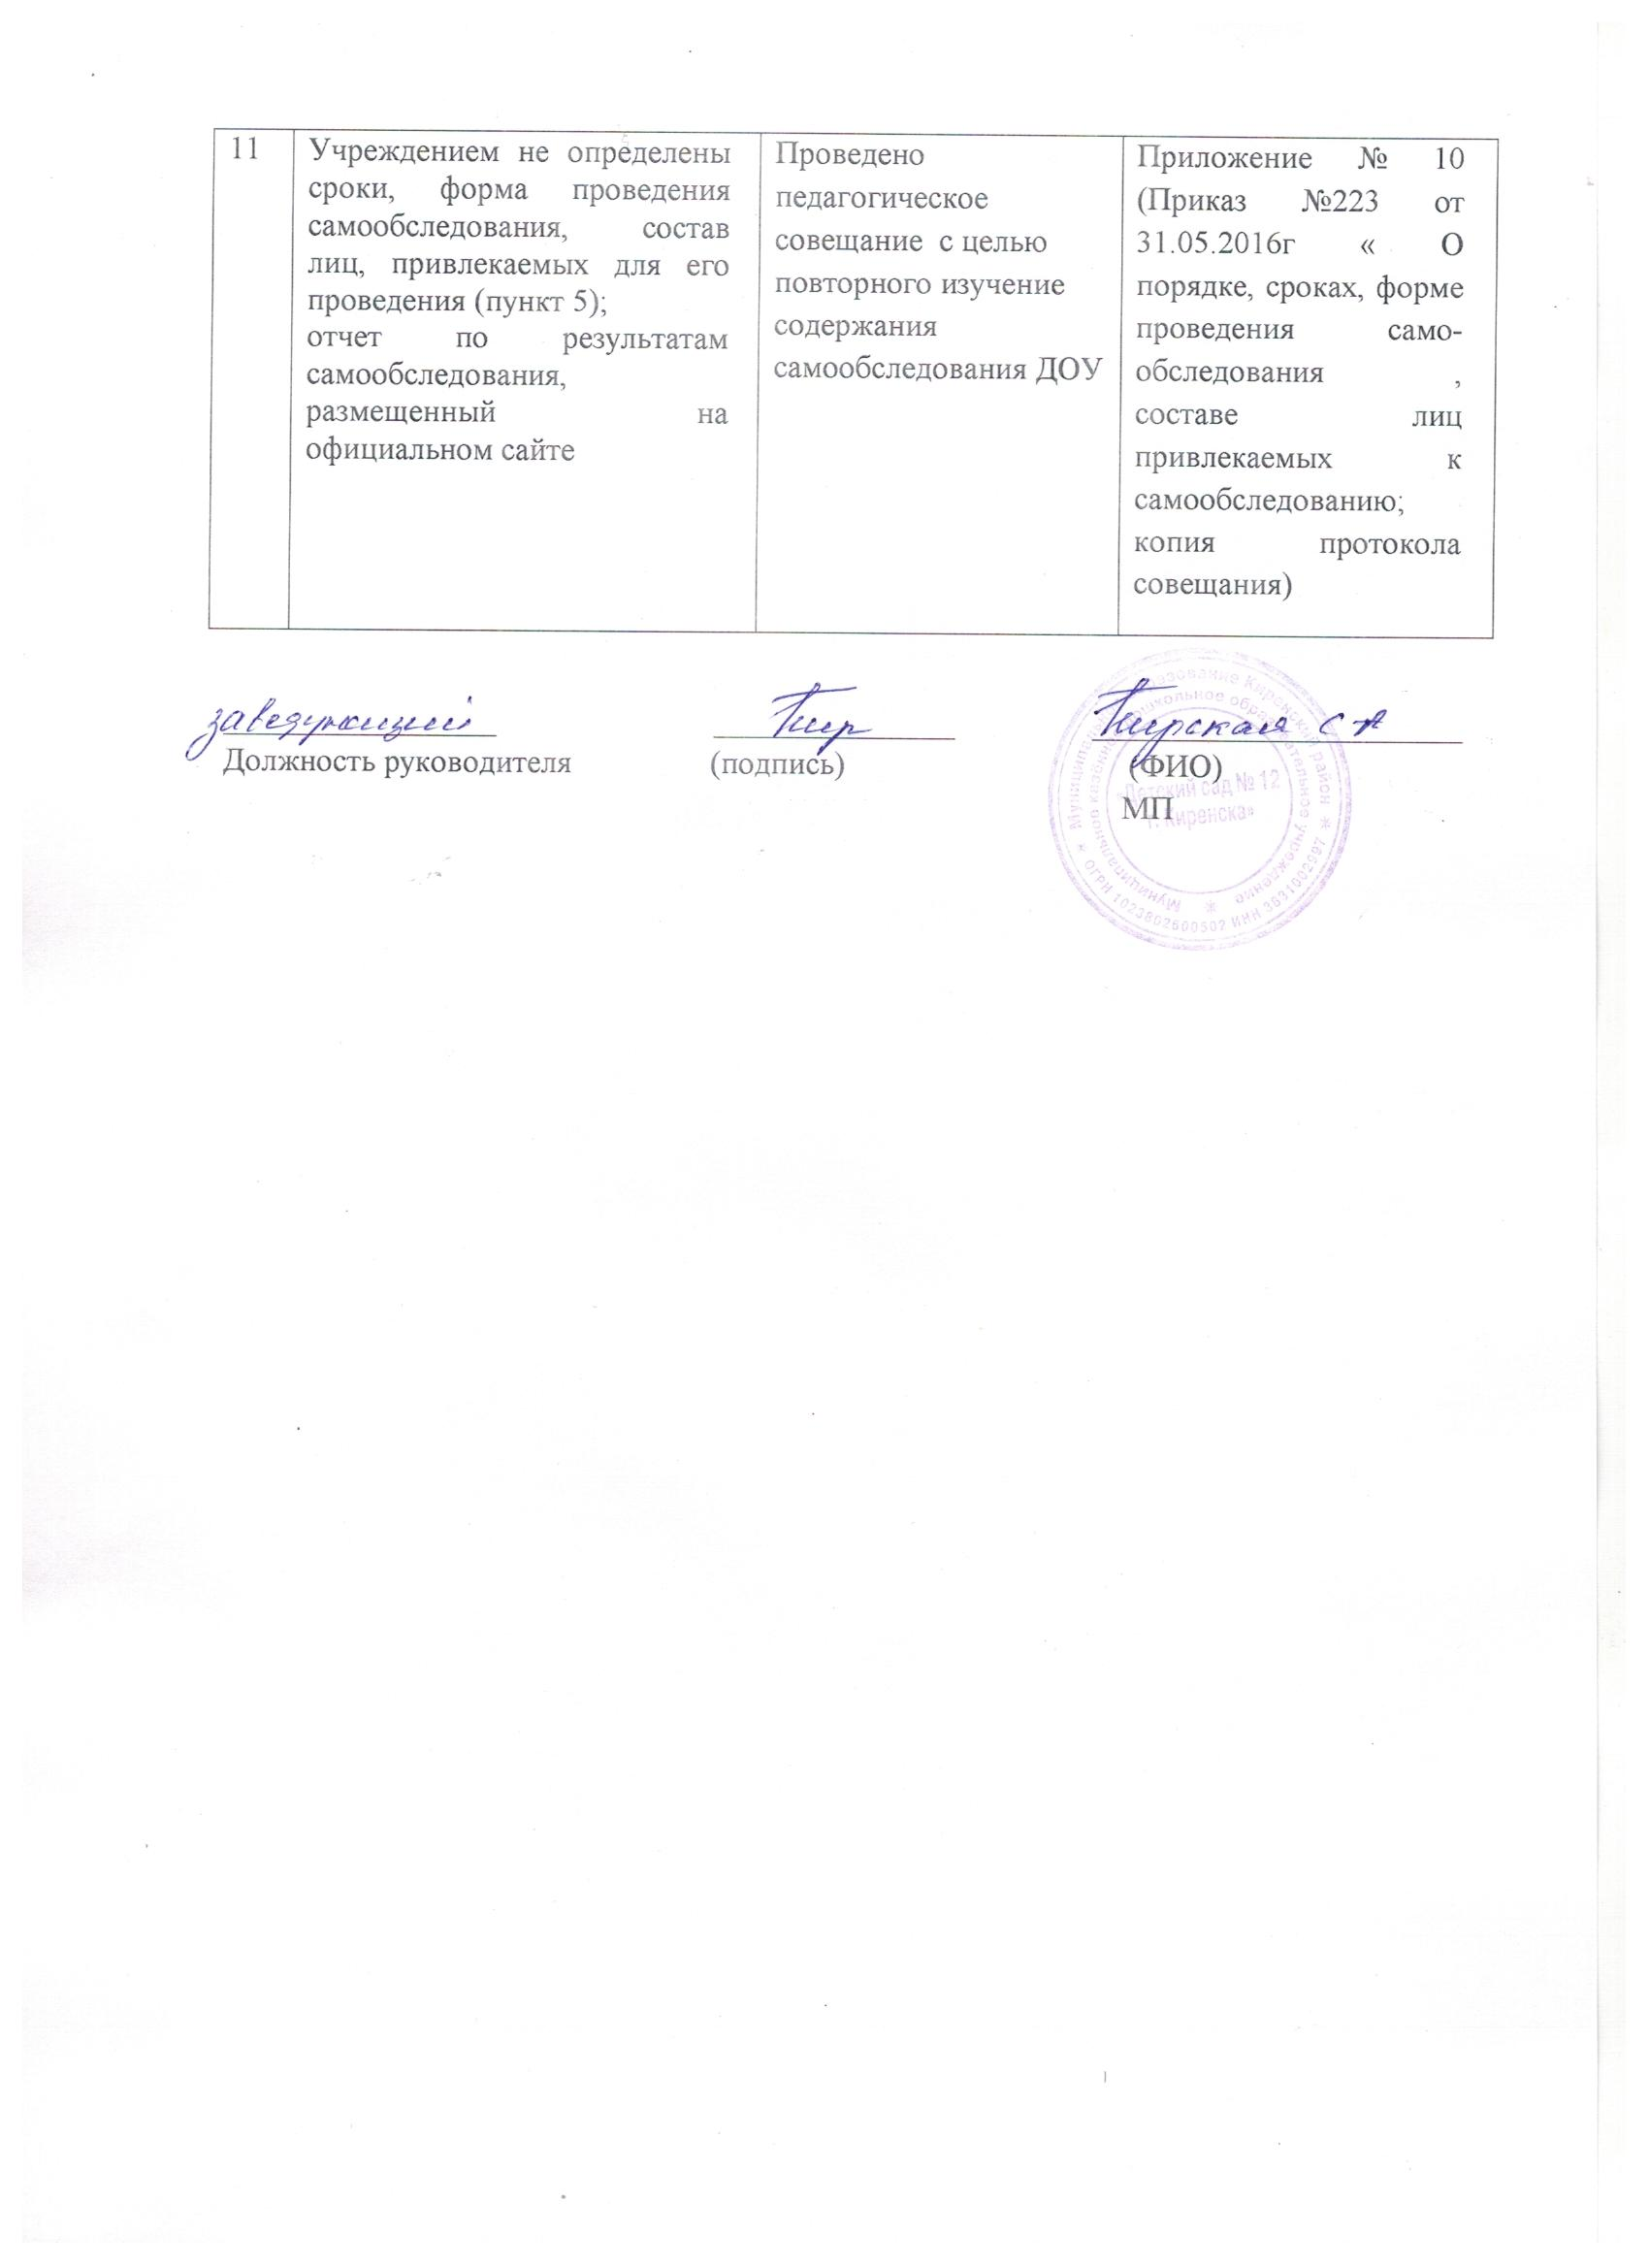 11
Учреждением не определены
сроки, форма проведения
самообследования, состав
лиц, привлекаемых для его
проведения (пункт 5);
отчет по результатам
самообследования,
размещенный на
официальном сайте
Проведено
педагогическое
совещание с целью
повторного изучение
содержания
самообследования ДОУ
Приложение № 10
(Приказ №223 от
31.05.2016г « О
порядке, сроках, форме
проведения само-
обследования ,
составе лиц
привлекаемых к
самообследованию;
копия протокола
совещания)
заведующий
Должность руководителя
(подпись)
(ФИО)
МП
«Детский сад № 12
г. Киренска»